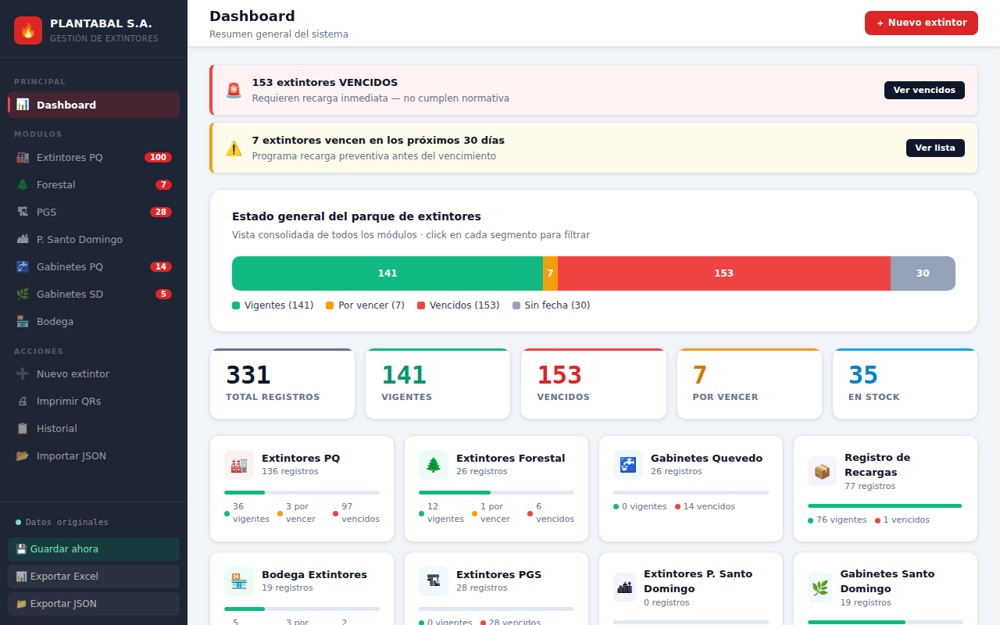 PLANTABAL S.A.
GESTIÓN DE EXTINTORES
PRINCIPAL
Dashboard
MÓDULOS
Extintores PQ 100
Forestal 7
PGS 28
P. Santo Domingo
Gabinetes PQ 14
Gabinetes SD 5
Bodega
ACCIONES
Nuevo extintor
Imprimir QRs
Historial
Importar JSON
Datos originales
Guardar ahora
Exportar Excel
Exportar JSON
Dashboard
Resumen general del sistema
+ Nuevo extintor
153 extintores VENCIDOS
Requieren recarga inmediata — no cumplen normativa
Ver vencidos
7 extintores vencen en los próximos 30 días
Programa recarga preventiva antes del vencimiento
Ver lista
Estado general del parque de extintores
Vista consolidada de todos los módulos · click en cada segmento para filtrar
141 7 153 30
Vigentes (141) Por vencer (7) Vencidos (153) Sin fecha (30)
331
TOTAL REGISTROS
141
VIGENTES
153
VENCIDOS
7
POR VENCER
35
EN STOCK
Extintores PQ
136 registros
36 vigentes
3 por vencer
97 vencidos
Extintores Forestal
26 registros
12 vigentes
1 por vencer
6 vencidos
Gabinetes Quevedo
26 registros
0 vigentes 14 vencidos
Registro de
Recargas
77 registros
76 vigentes 1 vencidos
Bodega Extintores
19 registros
5
3 por
2
Extintores PGS
28 registros
0 vigentes 28 vencidos
Extintores P. Santo
Domingo
0 registros
Gabinetes Santo
Domingo
19 registros